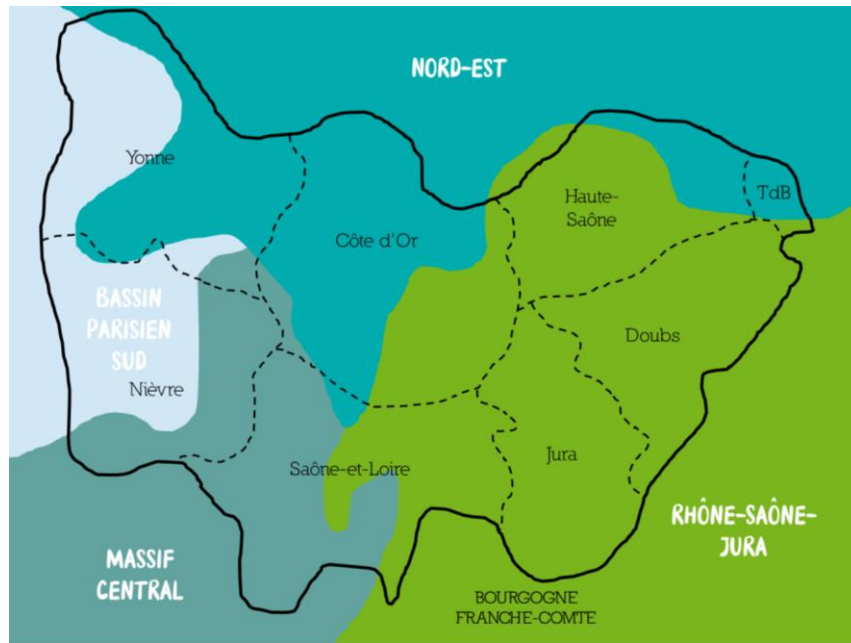 NORD-EST
Yonne
Haute-
Saône
TdB
Côte d'Or
BASSIN
PARISIEN
SUD
Doubs
Nièvre
Saône-et-Loire
Jura
RHÔNE-SAÔNE-
JURA
MASSIF
CENTRAL
BOURGOGNE
FRANCHE-COMTE